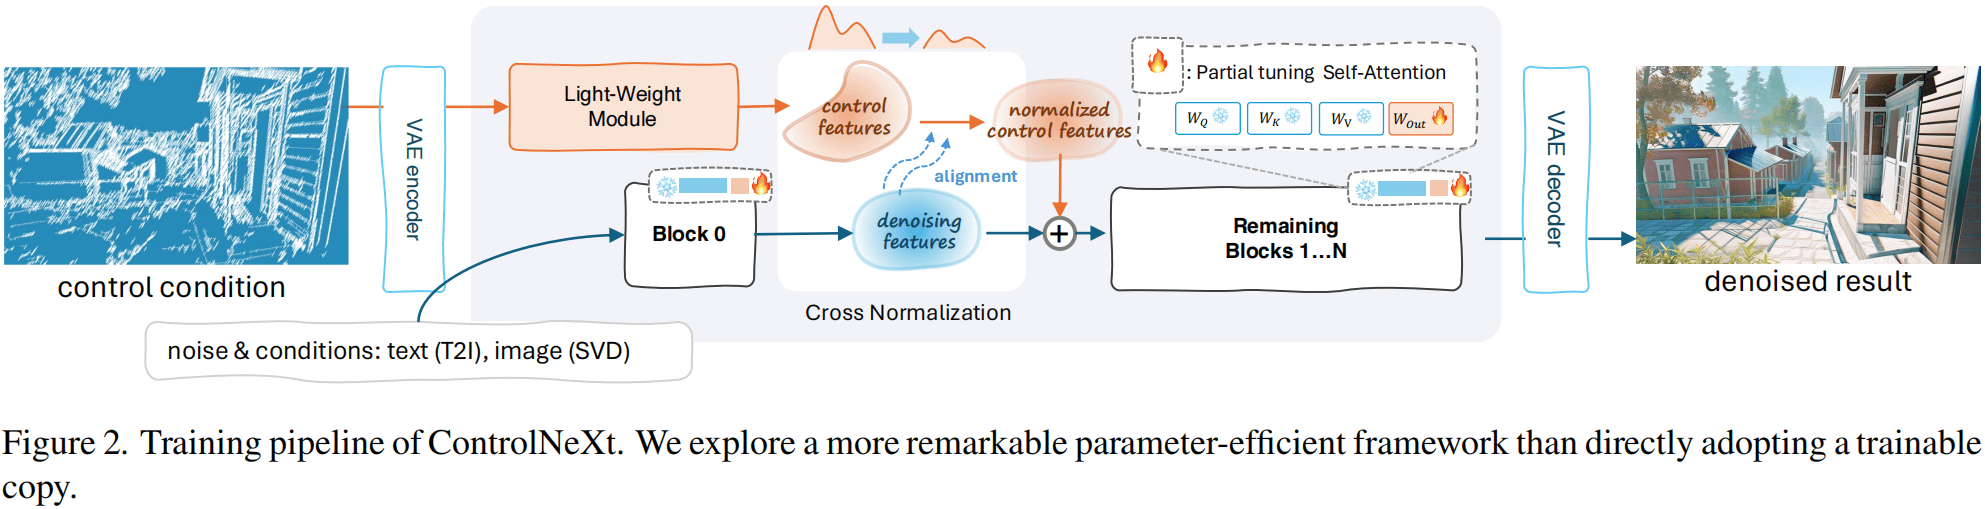 control condition
VAE encoder
Light-Weight
Module
control
features
normalized
control features
: Partial tuning Self-Attention
W_Q
W_K
W_V
W_Out
alignment
Block 0
denoising
features
+
Remaining
Blocks 1...N
Cross Normalization
VAE decoder
denoised result
noise & conditions: text (T2I), image (SVD)
Figure 2. Training pipeline of ControlNeXt. We explore a more remarkable parameter-efficient framework than directly adopting a trainable
copy.